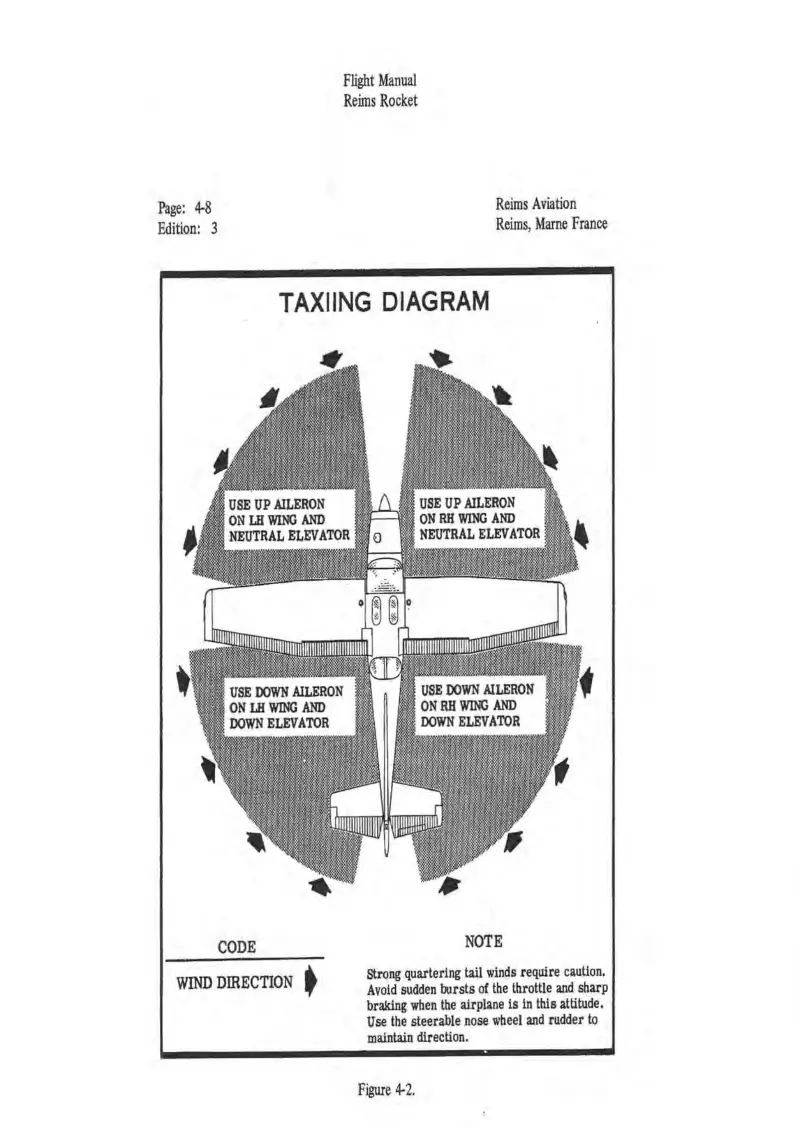 Flight Manual
Reims Rocket
Page: 4-8
Edition: 3
Reims Aviation
Reims, Marne France
TAXIING DIAGRAM
USE UP AILERON
ON LH WING AND
NEUTRAL ELEVATOR
USE UP AILERON
ON RH WING AND
NEUTRAL ELEVATOR
USE DOWN AILERON
ON LH WING AND
DOWN ELEVATOR
USE DOWN AILERON
ON RH WING AND
DOWN ELEVATOR
CODE
WIND DIRECTION
NOTE
Strong quartering tail winds require caution.
Avoid sudden bursts of the throttle and sharp
braking when the airplane is in this attitude.
Use the steerable nose wheel and rudder to
maintain direction.
Figure 4-2.